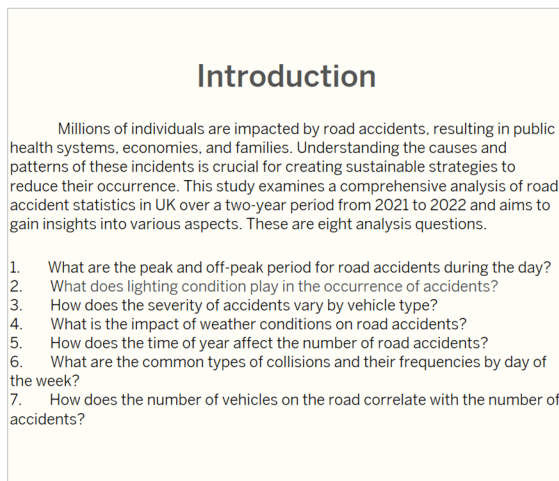 Introduction
Millions of individuals are impacted by road accidents, resulting in public
health systems, economies, and families. Understanding the causes and
patterns of these incidents is crucial for creating sustainable strategies to
reduce their occurrence. This study examines a comprehensive analysis of road
accident statistics in UK over a two-year period from 2021 to 2022 and aims to
gain insights into various aspects. These are eight analysis questions.
1. What are the peak and off-peak period for road accidents during the day?
2. What does lighting condition play in the occurrence of accidents?
3. How does the severity of accidents vary by vehicle type?
4. What is the impact of weather conditions on road accidents?
5. How does the time of year affect the number of road accidents?
6. What are the common types of collisions and their frequencies by day of
the week?
7. How does the number of vehicles on the road correlate with the number of
accidents?